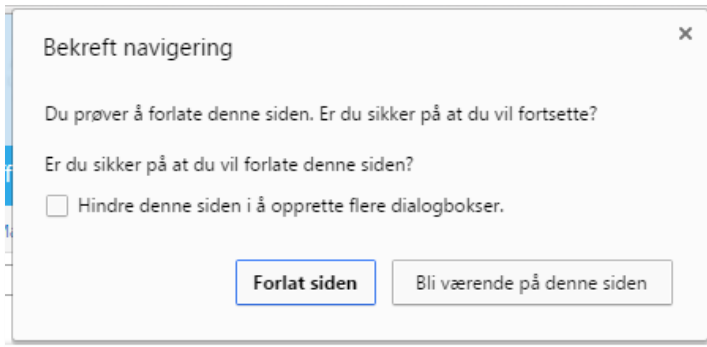 Bekreft navigering
Du prøver å forlate denne siden. Er du sikker på at du vil fortsette?
Er du sikker på at du vil forlate denne siden?
Hindre denne siden i å opprette flere dialogbokser.
Forlat siden
Bli værende på denne siden